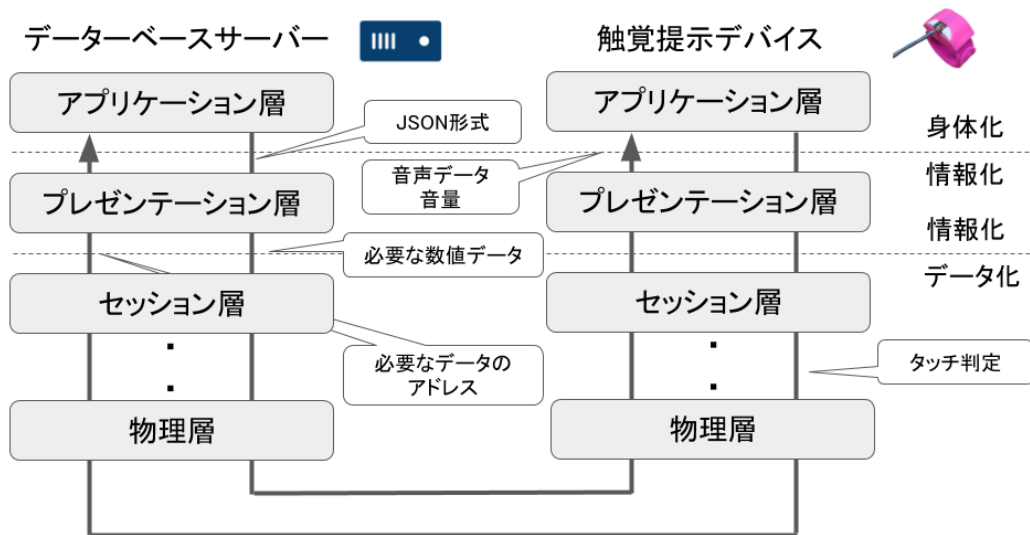 データーベースサーバー
触覚提示デバイス
アプリケーション層
アプリケーション層
JSON形式
身体化
音声データ
音量
情報化
プレゼンテーション層
プレゼンテーション層
情報化
必要な数値データ
データ化
セッション層
セッション層
必要なデータの
アドレス
タッチ判定
物理層
物理層